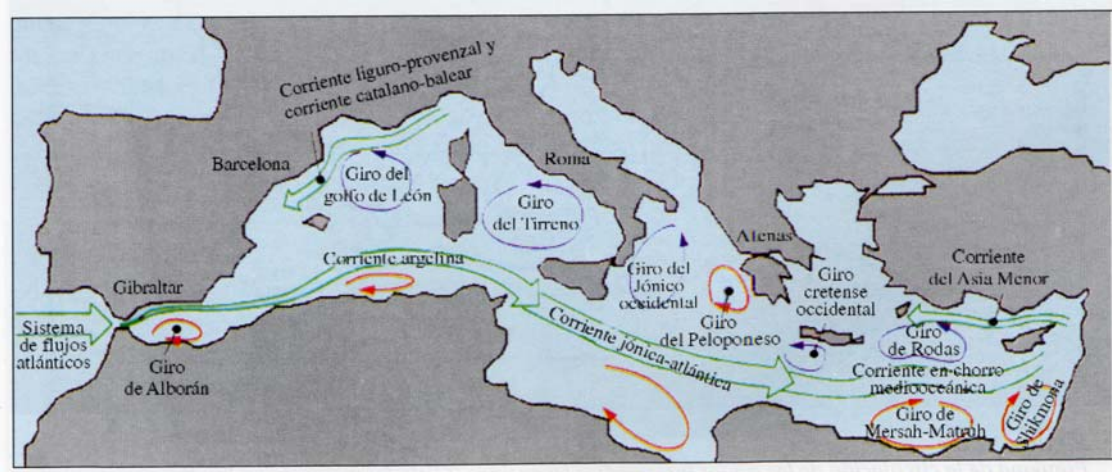 Corriente liguro-provenzal y
corriente catalano-balear
Barcelona
Giro del
golfo de León
Roma
Giro
del Tirreno
Gibraltar
Corriente argelina
Sistema
de flujos
atlánticos
Giro
de Alborán
Giro del
Jónico
occidental
Atenas
Giro
del Peloponeso
Giro
cretense
occidental
Corriente
del Asia Menor
Giro
de Rodas
Corriente jónica-atlántica
Corriente en chorro
mediooceánica
Giro de
Mersah-Matruh
Giro de
Shikmona